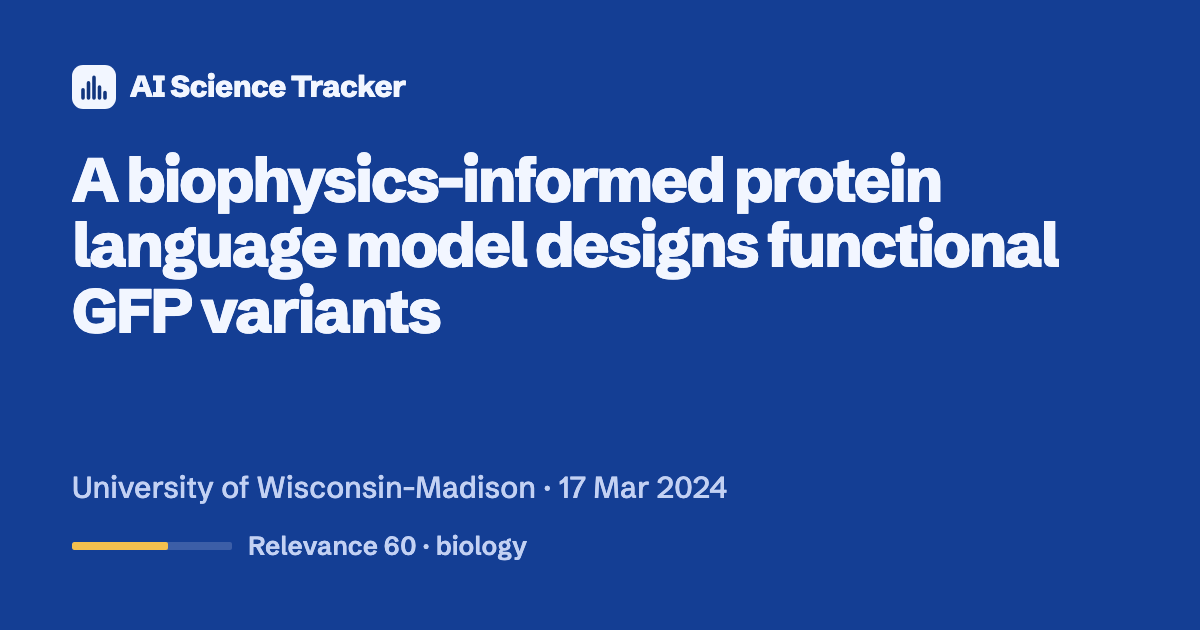 AI Science Tracker
A biophysics-informed protein
language model designs functional
GFP variants
University of Wisconsin-Madison · 17 Mar 2024
Relevance 60 · biology